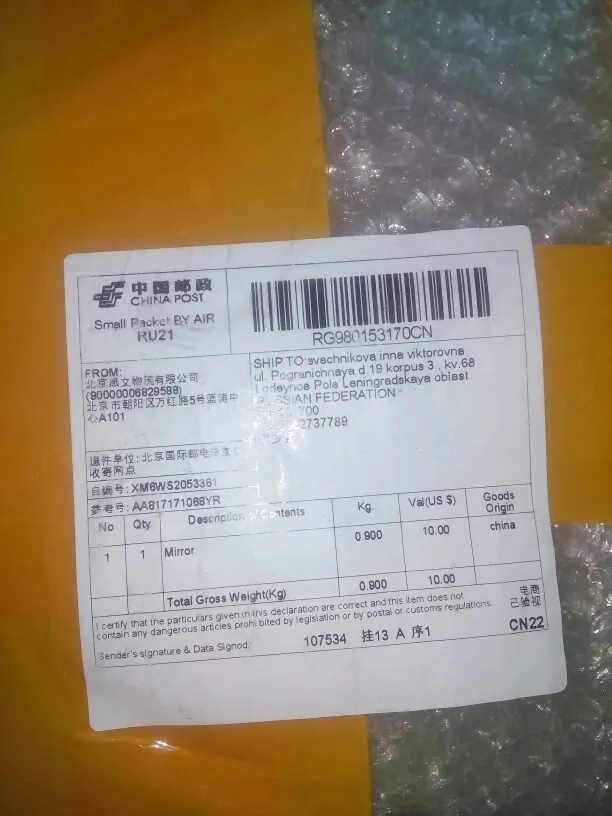 中国邮政
CHINA POST
Small Packet BY AIR
RU21
RG980153170CN
FROM:
北京派文物流有限公司
(90000006829588)
北京市朝阳区万红路5号蓝涛中
心A101
SHIP TO:svechnikova inna viktorovna
ul. Pogranichnaya d 19 korpus 3 , kv.68
Lodeynoe Pole Leningradskaya oblast
RUSSIAN FEDERATION
700
2737789
退件单位: 北京国际邮电
收寄网点
自编号: XM6WS2053361
参考号: AA817171068YR
No Qty Description of Contents Kg. Val(US $) Goods Origin
1 1 Mirror 0.900 10.00 china
Total Gross Weight(Kg) 0.900 10.00
I certify that the particulars given in this declaration are correct and this item does not
contain any dangerous articles prohibited by legislation or by postal or customs regulations.
电商
已验视
Sender's signature & Data Signed:
107534 挂13 A 序1
CN22